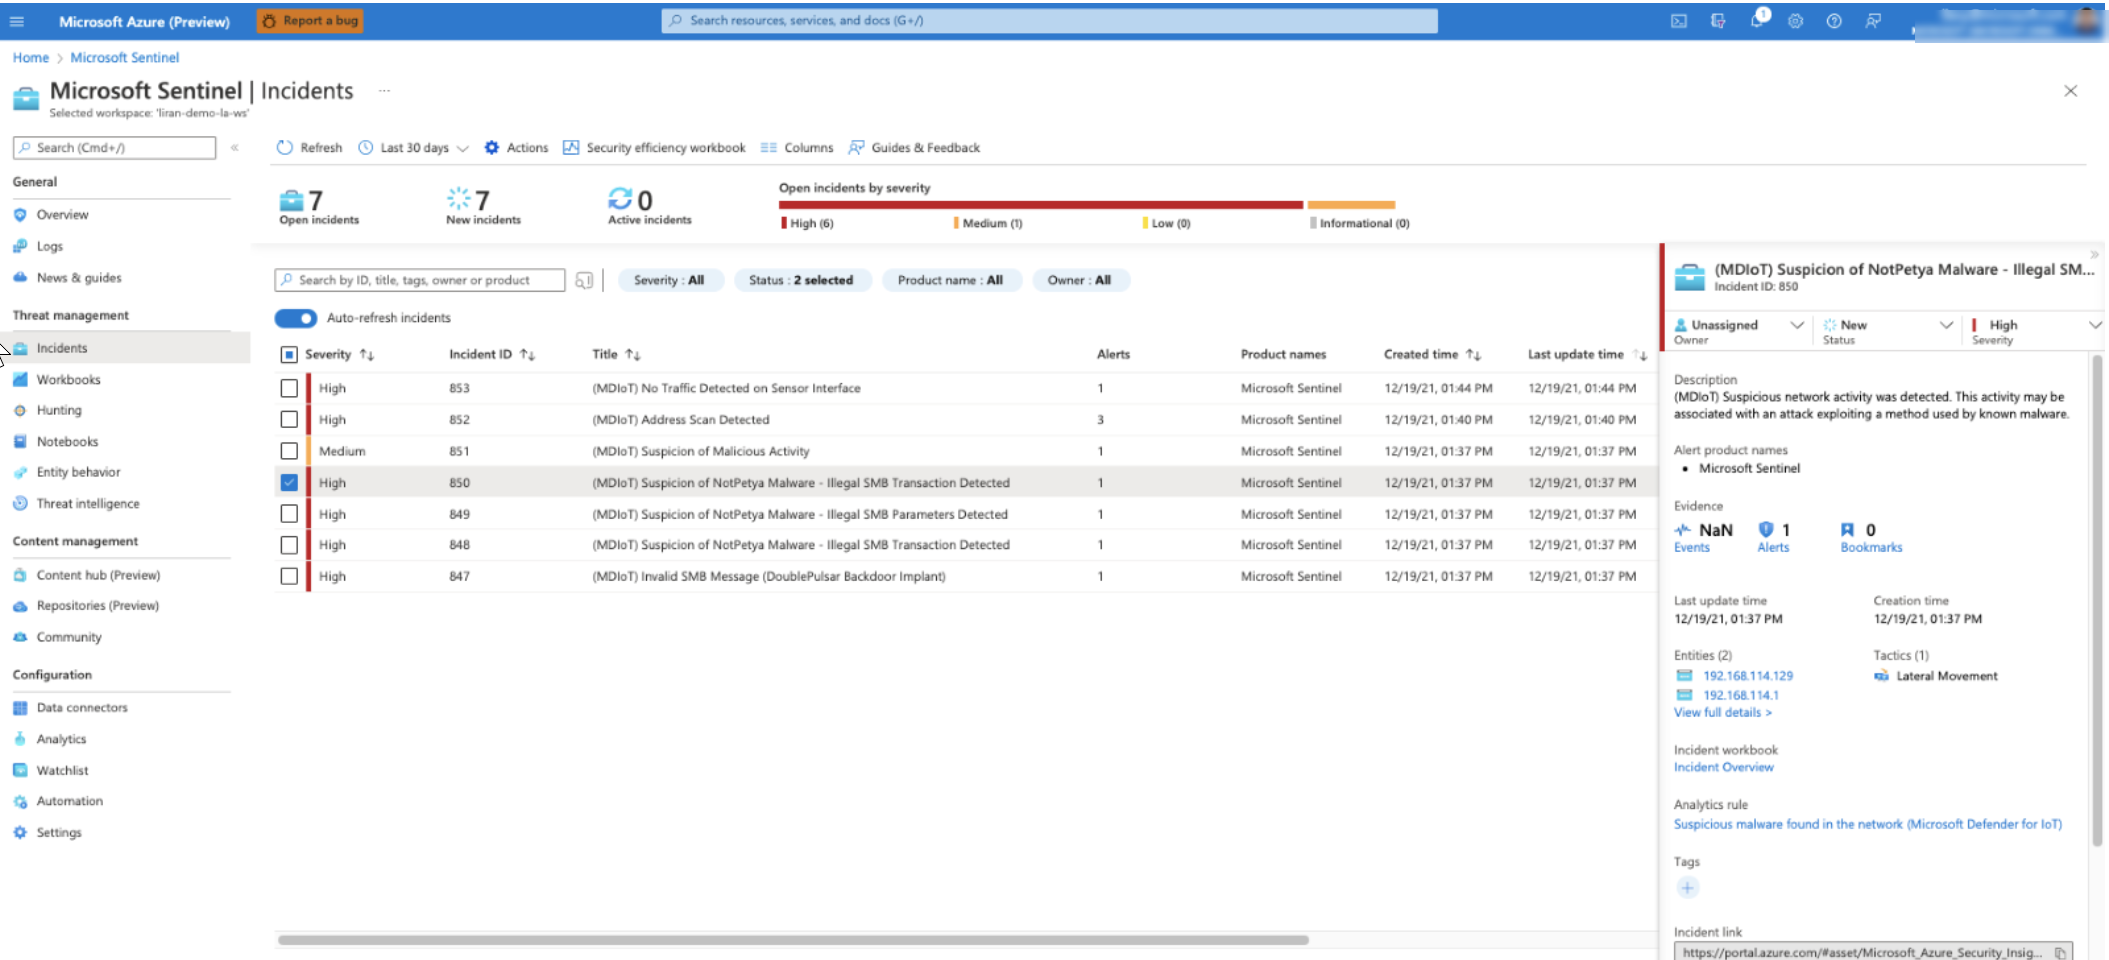 Microsoft Azure (Preview)
Report a bug
Search resources, services, and docs (G+/)
1
Home > Microsoft Sentinel
Microsoft Sentinel | Incidents ...
Selected workspace: 'liran-demo-la-ws'
Search (Cmd+/)
«
General
Overview
Logs
News & guides
Threat management
Incidents
Workbooks
Hunting
Notebooks
Entity behavior
Threat intelligence
Content management
Content hub (Preview)
Repositories (Preview)
Community
Configuration
Data connectors
Analytics
Watchlist
Automation
Settings
Refresh Last 30 days Actions Security efficiency workbook Columns Guides & Feedback
7
Open incidents
7
New incidents
0
Active incidents
Open incidents by severity
High (6) Medium (1) Low (0) Informational (0)
Search by ID, title, tags, owner or product
Severity : All
Status : 2 selected
Product name : All
Owner : All
Auto-refresh incidents
Severity ↑↓ Incident ID ↑↓ Title ↑↓ Alerts Product names Created time ↑↓ Last update time ↑↓
High 853 (MDIoT) No Traffic Detected on Sensor Interface 1 Microsoft Sentinel 12/19/21, 01:44 PM 12/19/21, 01:44 PM
High 852 (MDIoT) Address Scan Detected 3 Microsoft Sentinel 12/19/21, 01:40 PM 12/19/21, 01:40 PM
Medium 851 (MDIoT) Suspicion of Malicious Activity 1 Microsoft Sentinel 12/19/21, 01:37 PM 12/19/21, 01:37 PM
High 850 (MDIoT) Suspicion of NotPetya Malware - Illegal SMB Transaction Detected 1 Microsoft Sentinel 12/19/21, 01:37 PM 12/19/21, 01:37 PM
High 849 (MDIoT) Suspicion of NotPetya Malware - Illegal SMB Parameters Detected 1 Microsoft Sentinel 12/19/21, 01:37 PM 12/19/21, 01:37 PM
High 848 (MDIoT) Suspicion of NotPetya Malware - Illegal SMB Transaction Detected 1 Microsoft Sentinel 12/19/21, 01:37 PM 12/19/21, 01:37 PM
High 847 (MDIoT) Invalid SMB Message (DoublePulsar Backdoor Implant) 1 Microsoft Sentinel 12/19/21, 01:37 PM 12/19/21, 01:37 PM
»
(MDIoT) Suspicion of NotPetya Malware - Illegal SM...
Incident ID: 850
Unassigned New High
Owner Status Severity
Description
(MDIoT) Suspicious network activity was detected. This activity may be
associated with an attack exploiting a method used by known malware.
Alert product names
• Microsoft Sentinel
Evidence
NaN 1 0
Events Alerts Bookmarks
Last update time Creation time
12/19/21, 01:37 PM 12/19/21, 01:37 PM
Entities (2) Tactics (1)
192.168.114.129 Lateral Movement
192.168.114.1
View full details >
Incident workbook
Incident Overview
Analytics rule
Suspicious malware found in the network (Microsoft Defender for IoT)
Tags
+
Incident link
https://portal.azure.com/#asset/Microsoft_Azure_Security_Insig...